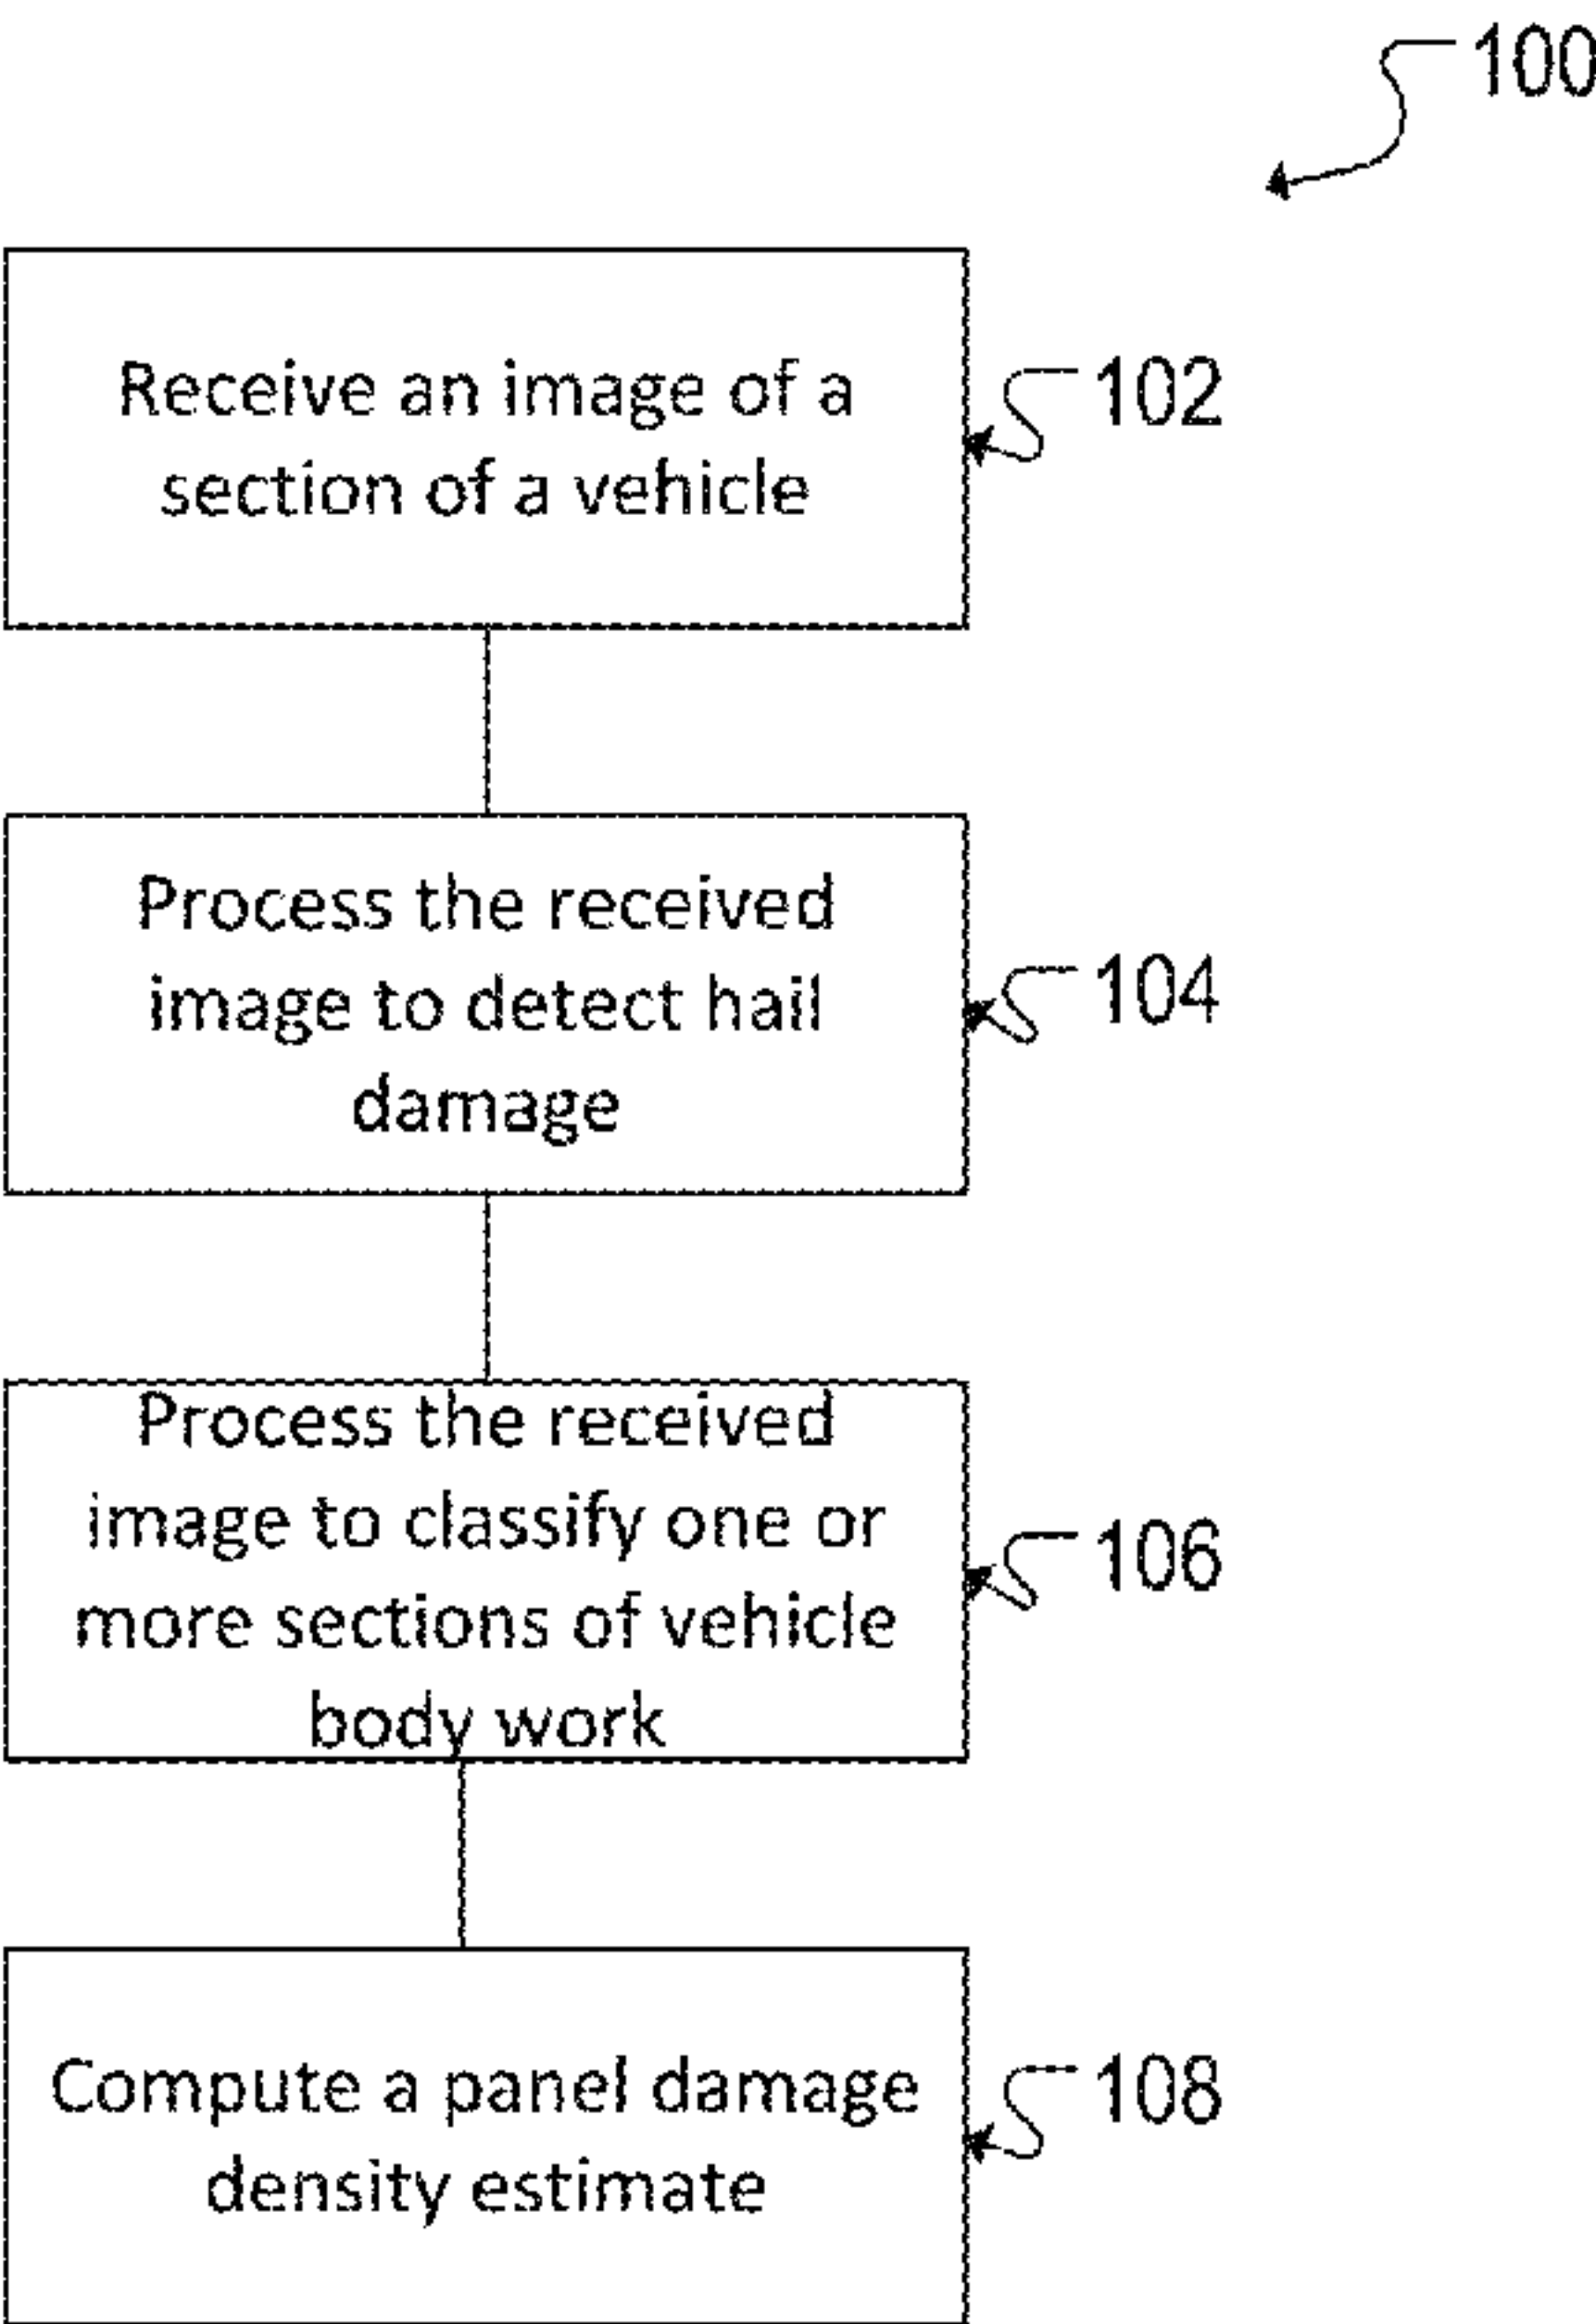 100
Receive an image of a
section of a vehicle
102
Process the received
image to detect hail
damage
104
Process the received
image to classify one or
more sections of vehicle
body work
106
Compute a panel damage
density estimate
108